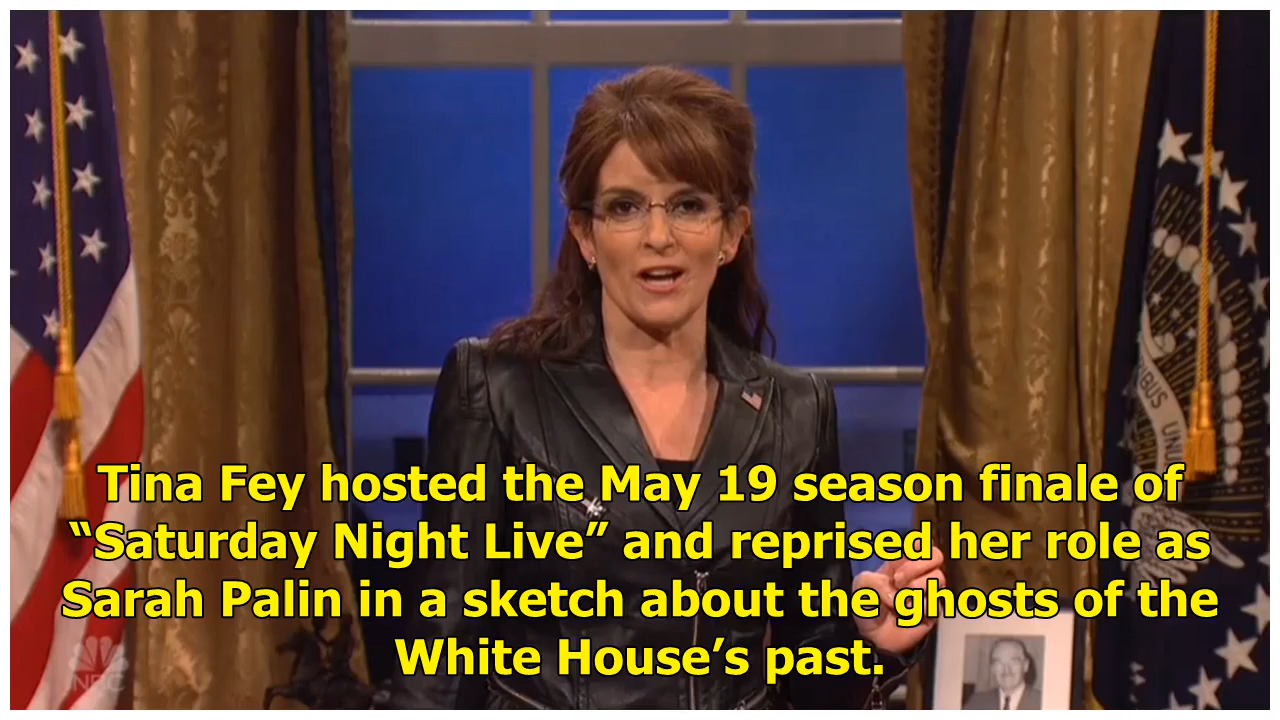 Tina Fey hosted the May 19 season finale of
“Saturday Night Live” and reprised her role as
Sarah Palin in a sketch about the ghosts of the
White House’s past.
NBC